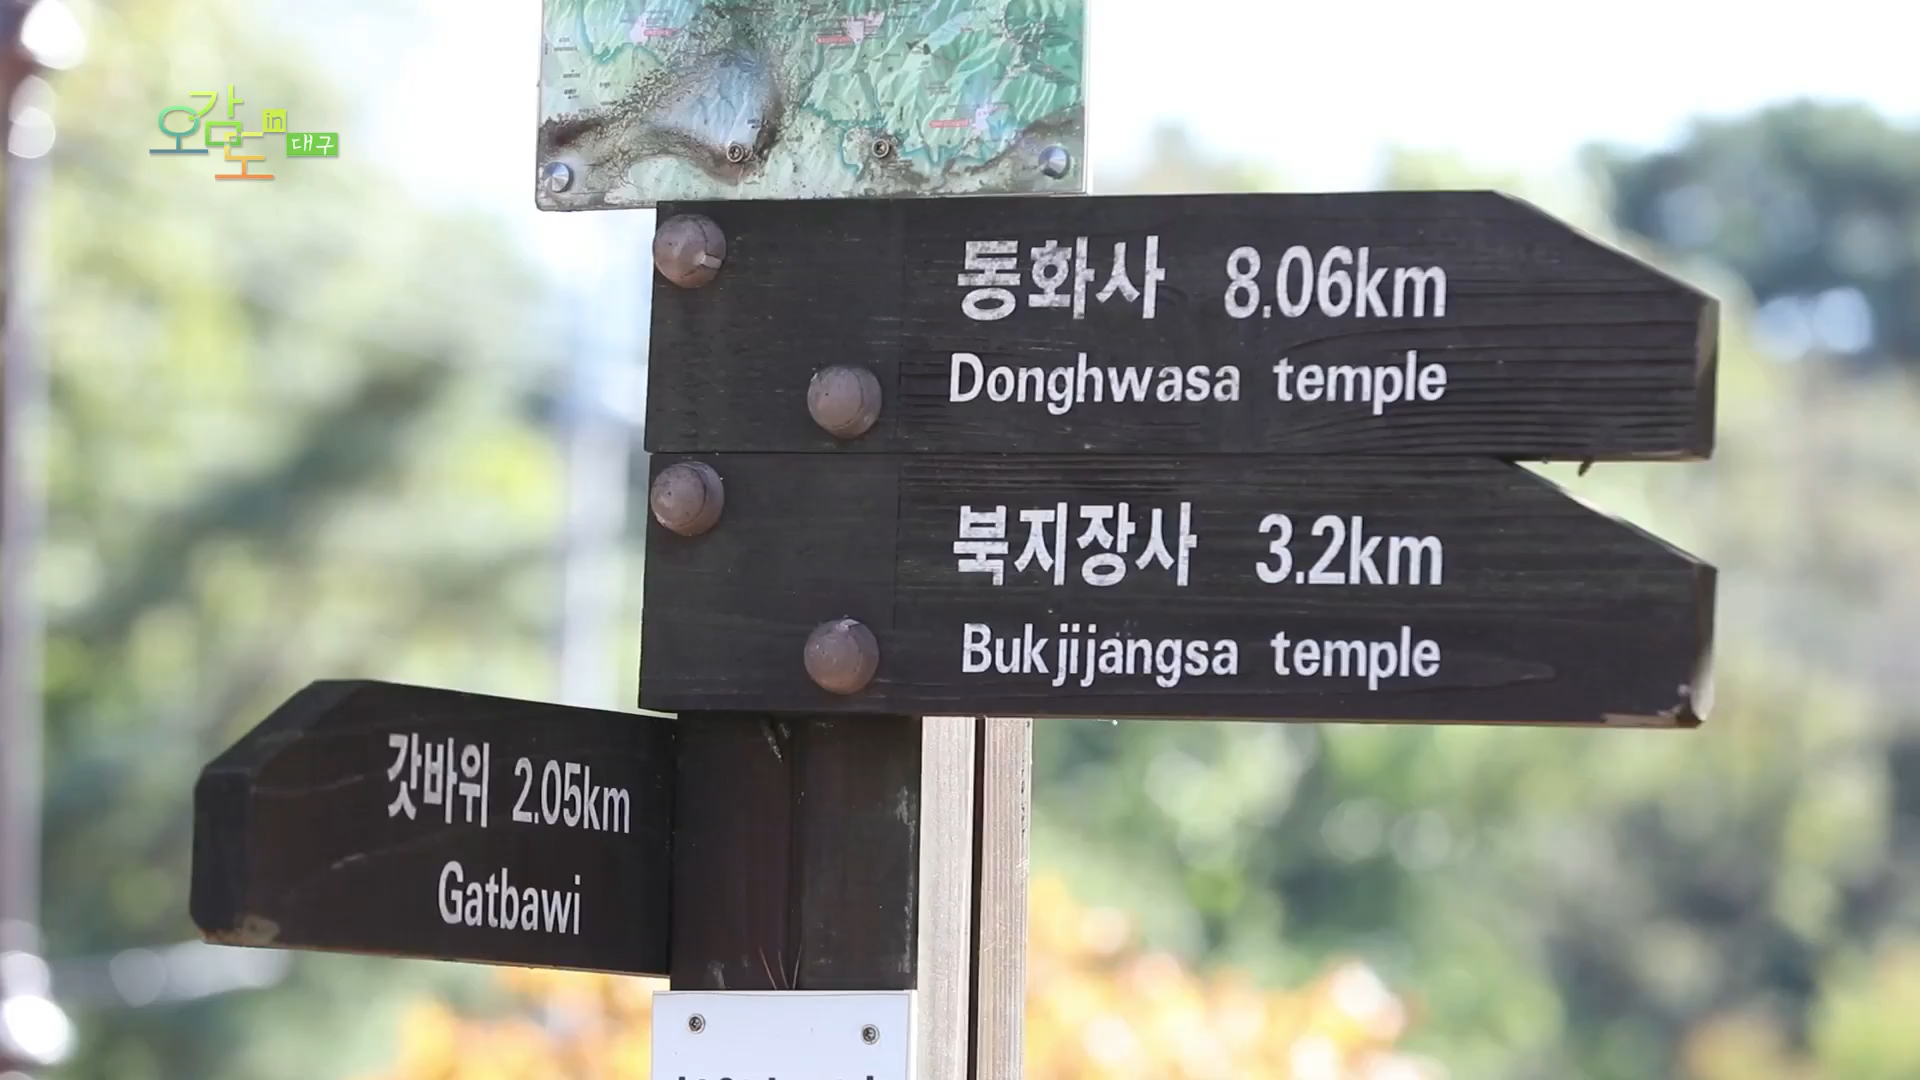 오감도 in 대구
동화사 8.06km
Donghwasa temple
북지장사 3.2km
Bukjijangsa temple
갓바위 2.05km
Gatbawi